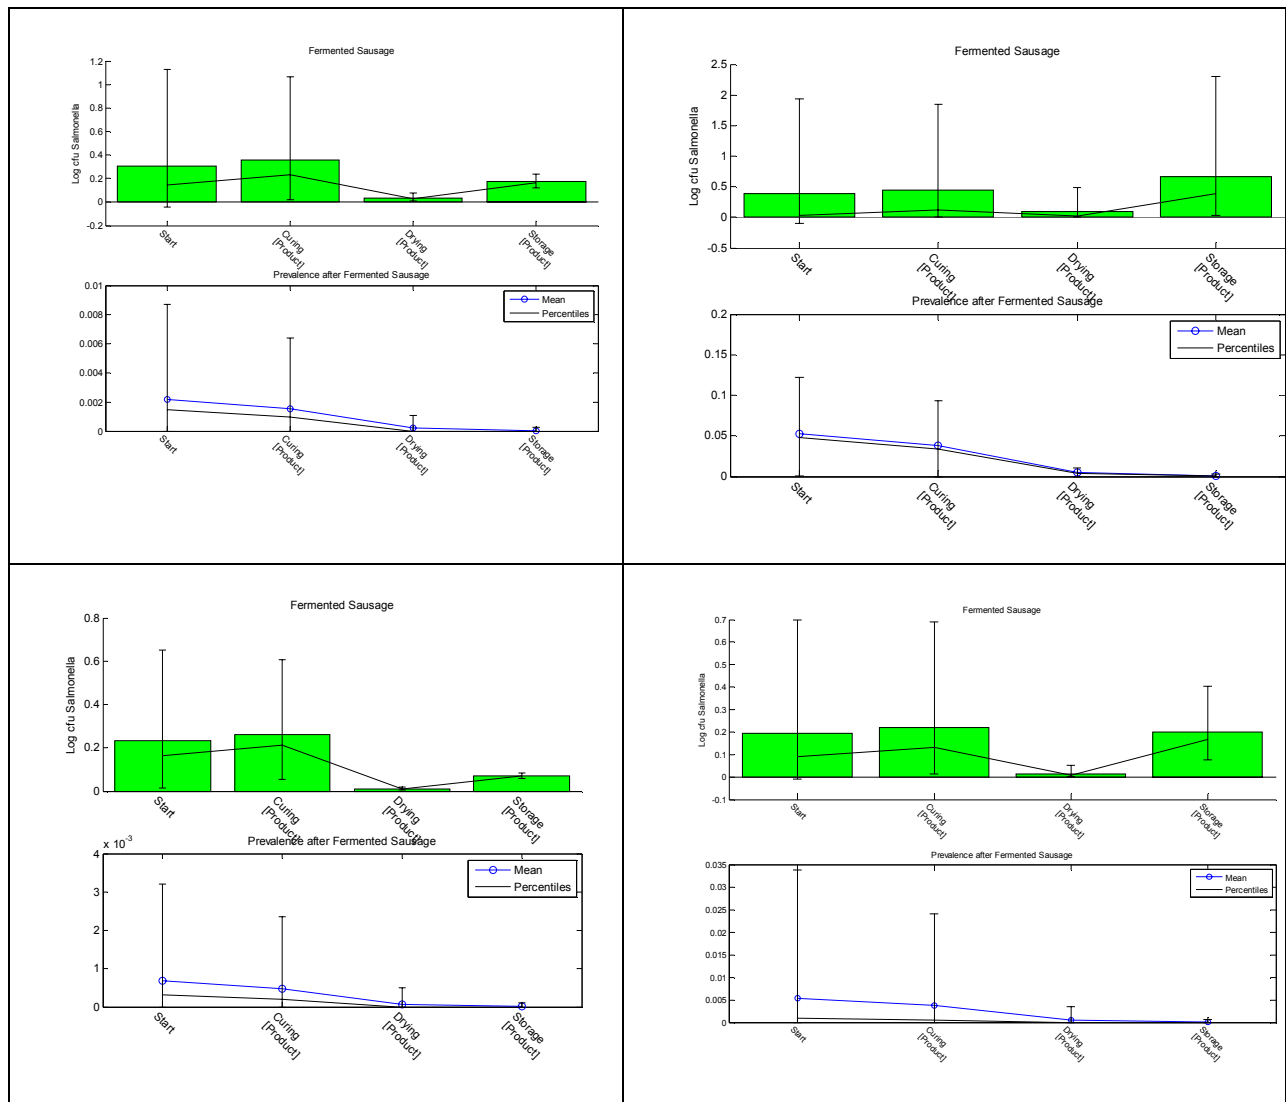 Fermented Sausage
Log cfu Salmonella
1.2
1
0.8
0.6
0.4
0.2
0
-0.2
Start
Curing
[Product]
Drying
[Product]
Storage
[Product]
Prevalence after Fermented Sausage
0.01
0.008
0.006
0.004
0.002
0
Mean
Percentiles
Start
Curing
[Product]
Drying
[Product]
Storage
[Product]
Fermented Sausage
Log cfu Salmonella
2.5
2
1.5
1
0.5
0
-0.5
Start
Curing
[Product]
Drying
[Product]
Storage
[Product]
Prevalence after Fermented Sausage
0.2
0.15
0.1
0.05
0
Mean
Percentiles
Start
Curing
[Product]
Drying
[Product]
Storage
[Product]
Fermented Sausage
Log cfu Salmonella
0.8
0.6
0.4
0.2
0
Start
Curing
[Product]
Drying
[Product]
Storage
[Product]
Prevalence after Fermented Sausage
x 10-3
4
3
2
1
0
Mean
Percentiles
Start
Curing
[Product]
Drying
[Product]
Storage
[Product]
Fermented Sausage
Log cfu Salmonella
0.7
0.6
0.5
0.4
0.3
0.2
0.1
0
-0.1
Start
Curing
[Product]
Drying
[Product]
Storage
[Product]
Prevalence after Fermented Sausage
0.035
0.03
0.025
0.02
0.015
0.01
0.005
0
Mean
Percentiles
Start
Curing
[Product]
Drying
[Product]
Storage
[Product]